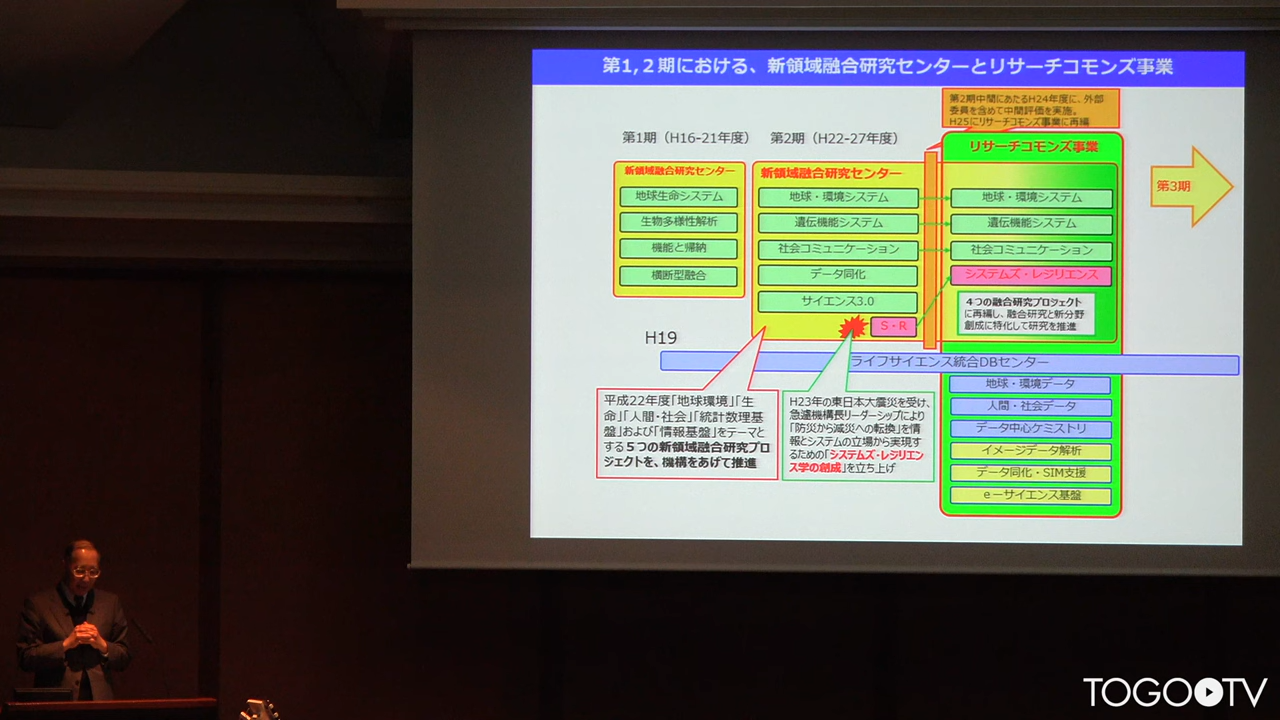 第1,２期における、新領域融合研究センターとリサーチコモンズ事業
第2期中間にあたるH24年度に、外部
委員を含めて中間評価を実施。
H25にリサーチコモンズ事業に再編
第1期（H16-21年度）
第2期（H22-27年度）
新領域融合研究センター
地球生命システム
生物多様性解析
機能と帰納
横断型融合
新領域融合研究センター
地球・環境システム
遺伝機能システム
社会コミュニケーション
データ同化
サイエンス3.0
S・R
リサーチコモンズ事業
地球・環境システム
遺伝機能システム
社会コミュニケーション
システムズ・レジリエンス
４つの融合研究プロジェクト
に再編し、融合研究と新分野
創成に特化して研究を推進
第3期
H19
ライフサイエンス統合DBセンター
地球・環境データ
人間・社会データ
データ中心ケミストリ
イメージデータ解析
データ同化・SIM支援
e－サイエンス基盤
平成22年度「地球環境」「生
命」「人間・社会」「統計数理基
盤」および「情報基盤」をテーマと
する５つの新領域融合研究プロ
ジェクトを、機構をあげて推進
H23年の東日本大震災を受け、
急遽機構長リーダーシップにより
「防災から減災への転換」を情
報とシステムの立場から実現す
るための「システムズ・レジリエン
ス学の創成」を立ち上げ
TOGOTV